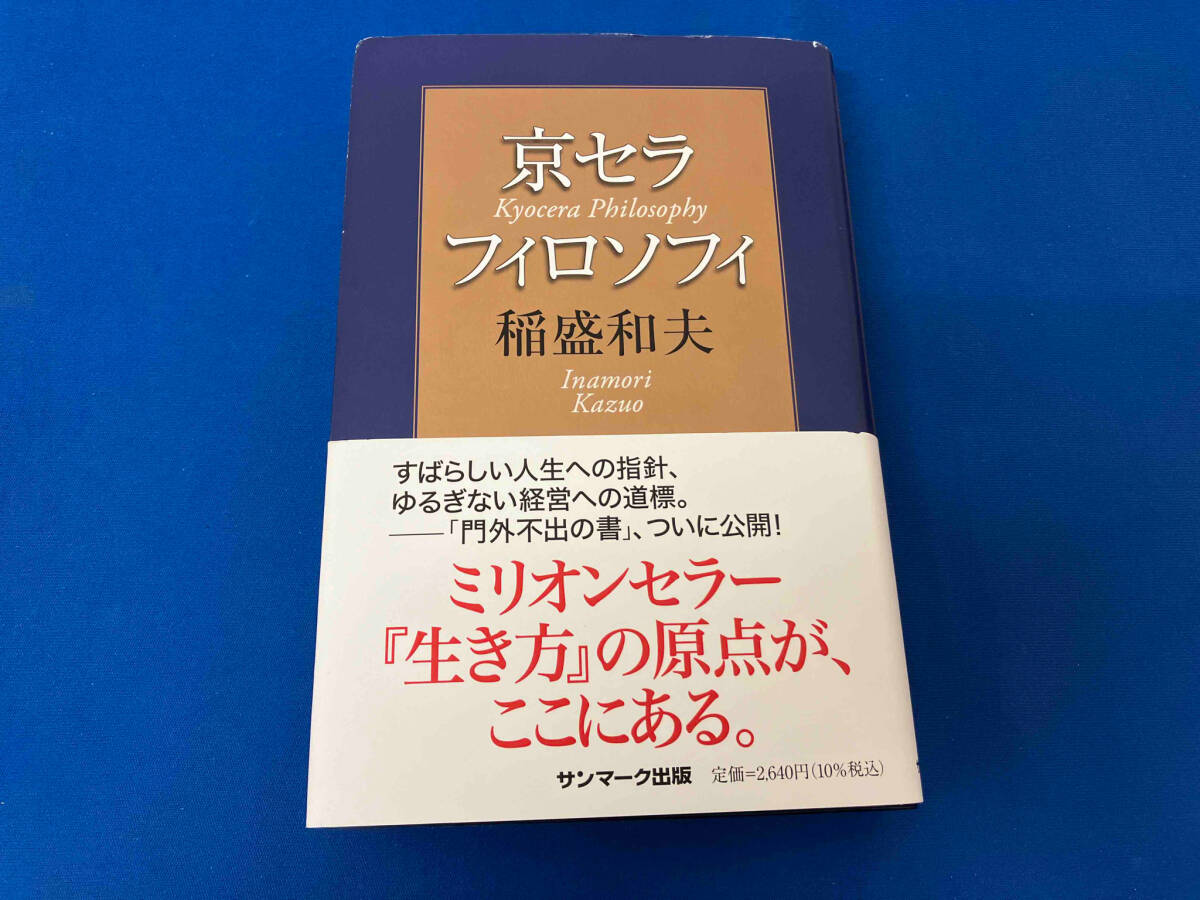 京セラ
Kyocera Philosophy
フィロソフィ
稲盛和夫
Inamori
Kazuo
すばらしい人生への指針、
ゆるぎない経営への道標。
――「門外不出の書」、ついに公開!
ミリオンセラー
『生き方』の原点が、
ここにある。
サンマーク出版 定価=2,640円(10%税込)